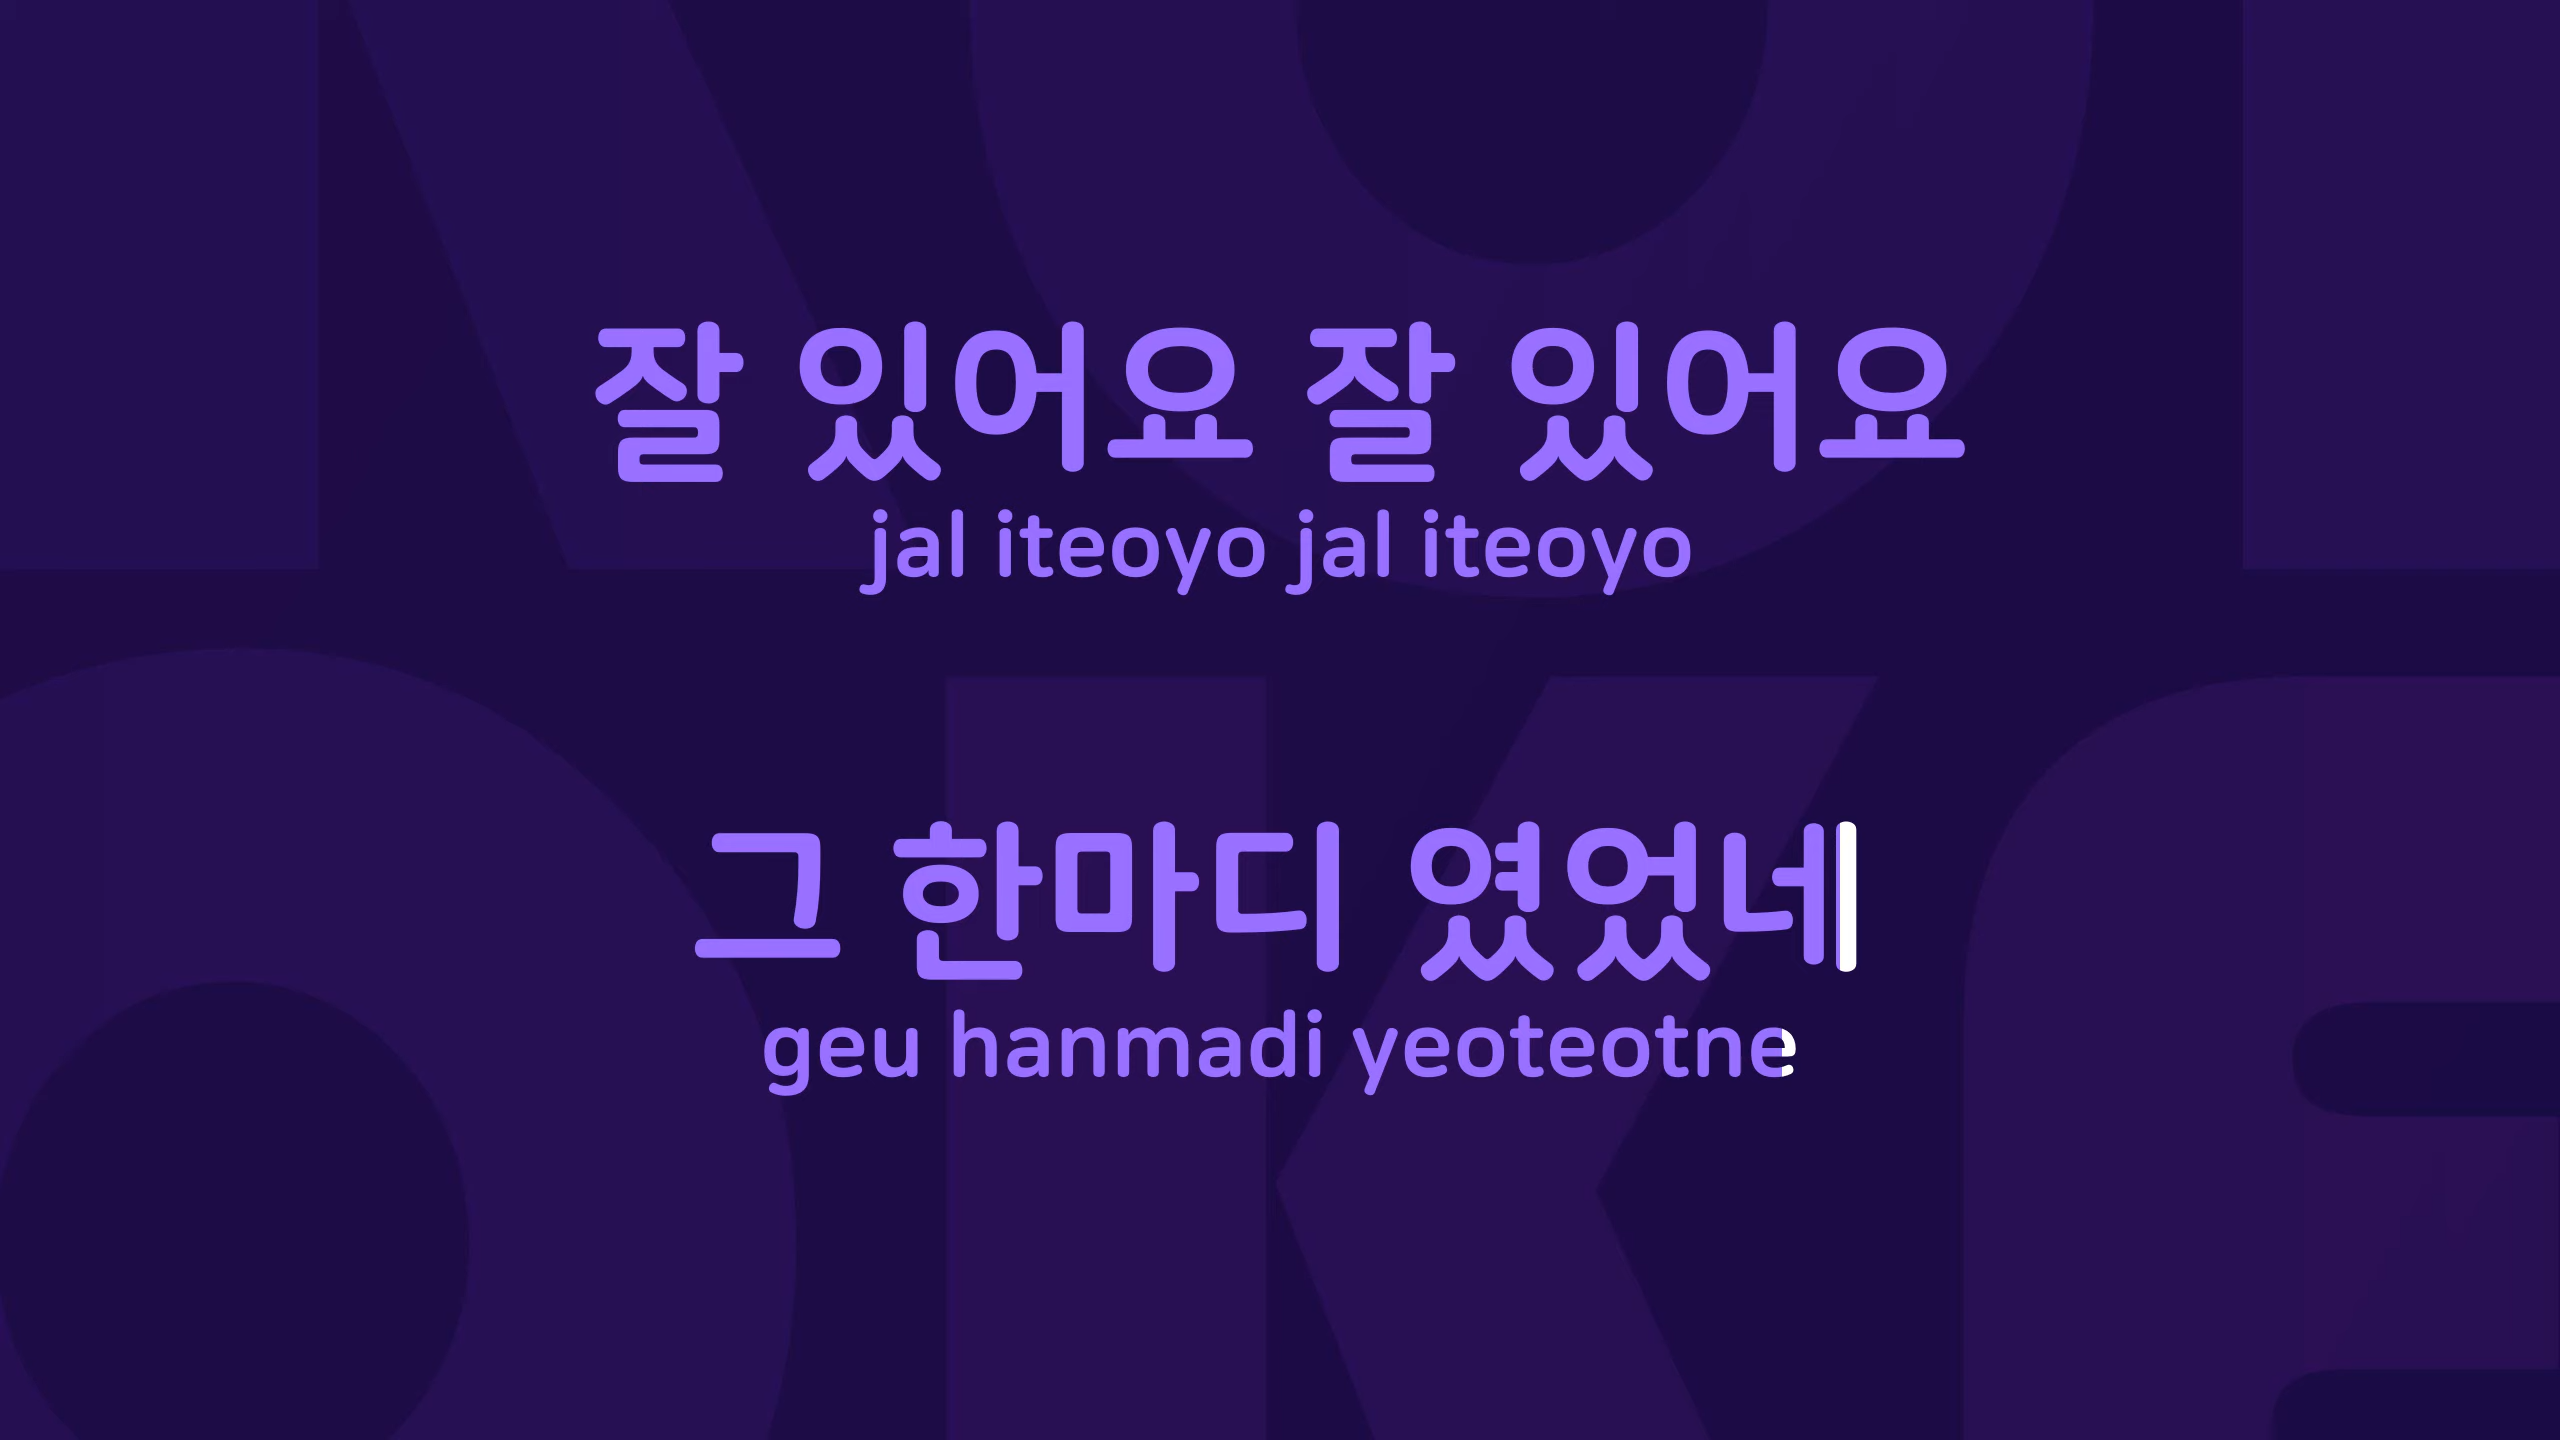 잘 있어요 잘 있어요
jal iteoyo jal iteoyo
그 한마디 였었네
geu hanmadi yeoteotne